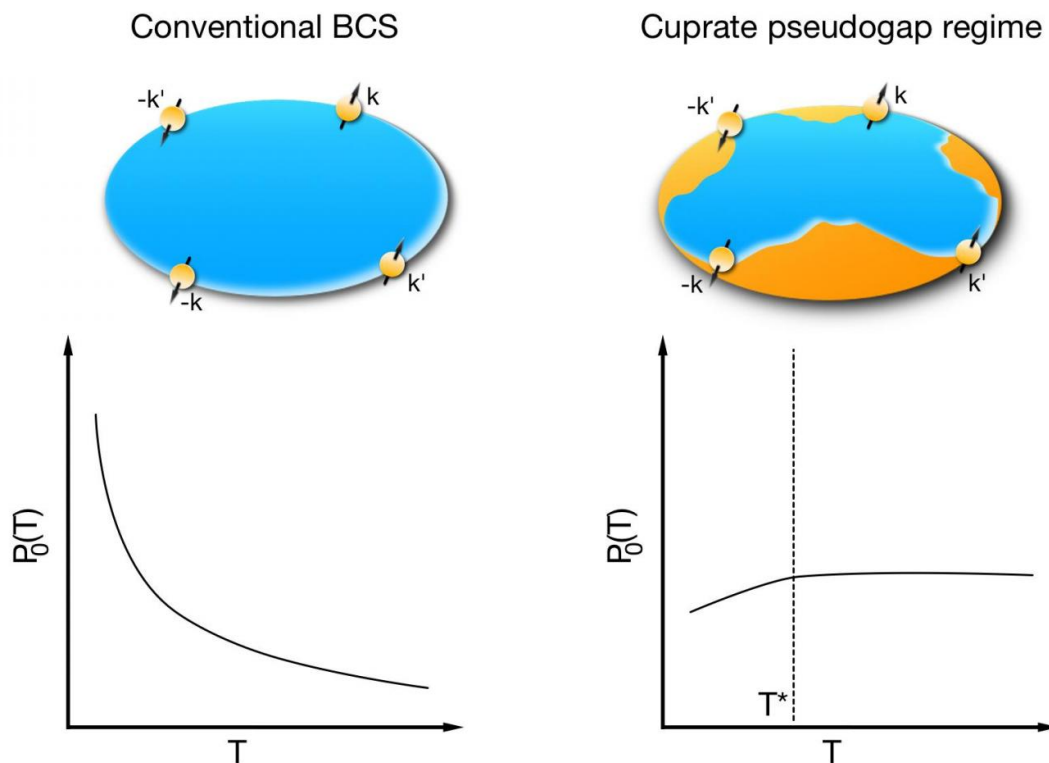 Conventional BCS
Cuprate pseudogap regime
-k'
k
-k
k'
-k'
k
-k
k'
P₀(T)
T
P₀(T)
T*
T